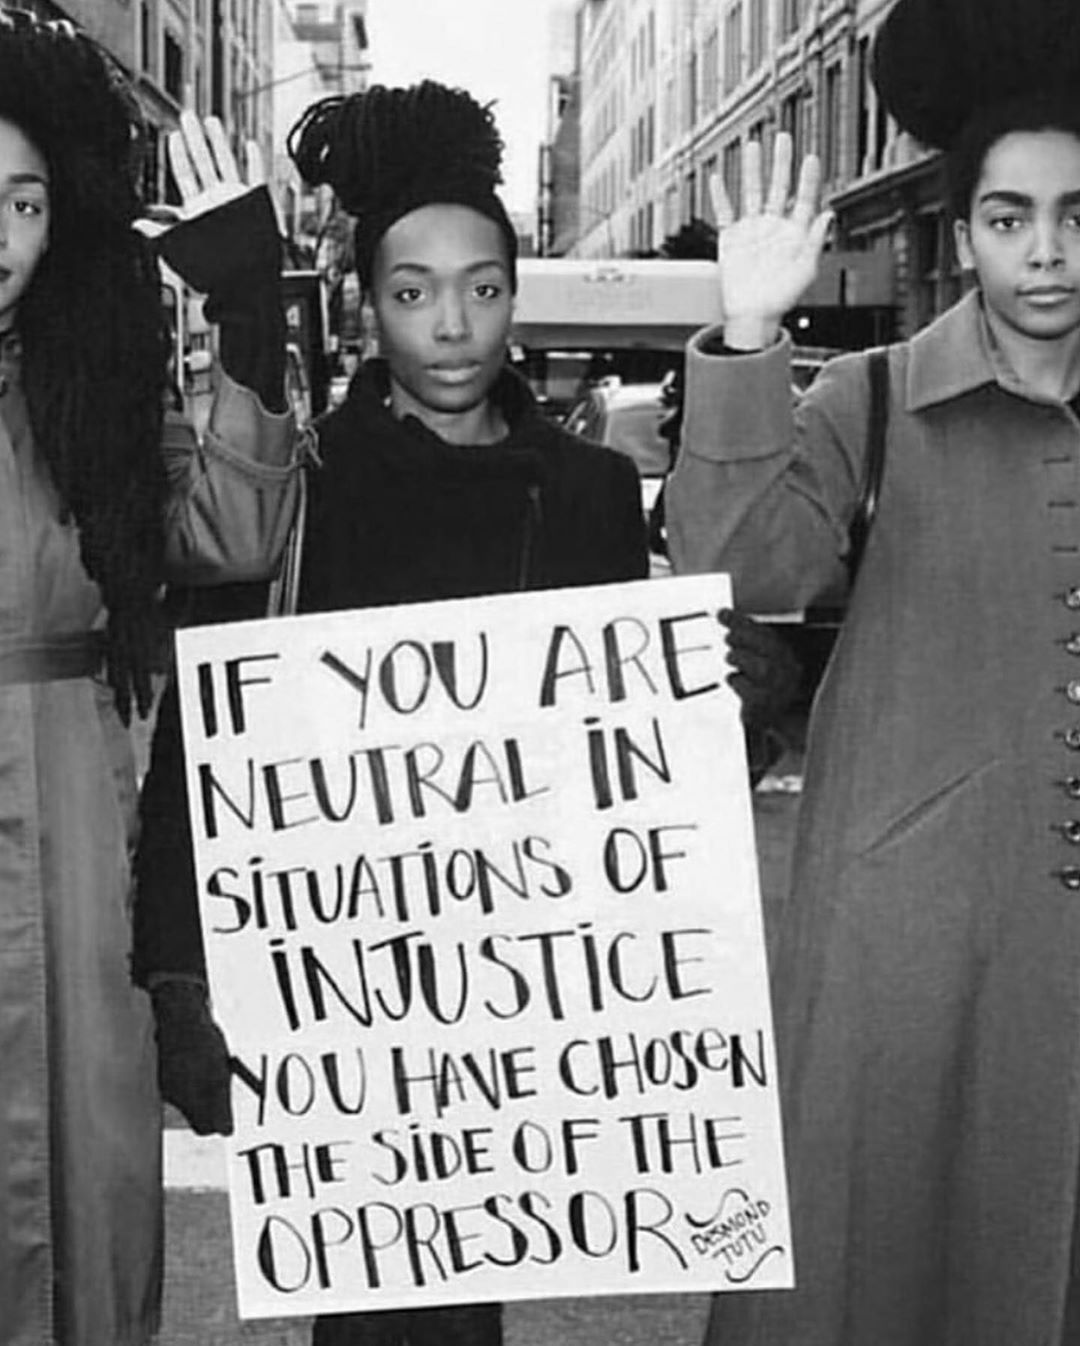 IF YOU ARE
NEUTRAL iN
SiTUATiONS OF
iNJUSTiCE
YOU HAVE CHOSeN
THE SiDE OF THE
OPPRESSOR
DESMOND
TUTU